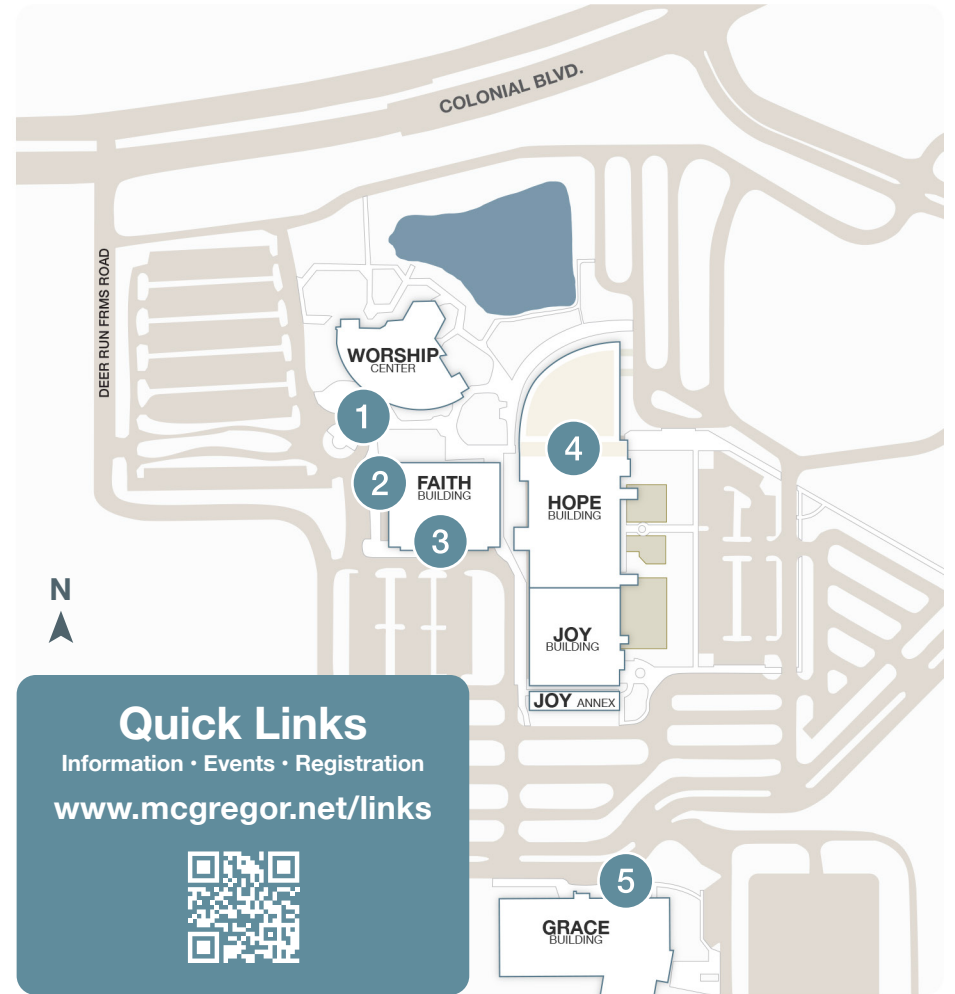 COLONIAL BLVD.
DEER RUN FRMS ROAD
WORSHIP
CENTER
1
2
FAITH
BUILDING
3
4
HOPE
BUILDING
N
JOY
BUILDING
JOY ANNEX
Quick Links
Information • Events • Registration
www.mcgregor.net/links
5
GRACE
BUILDING